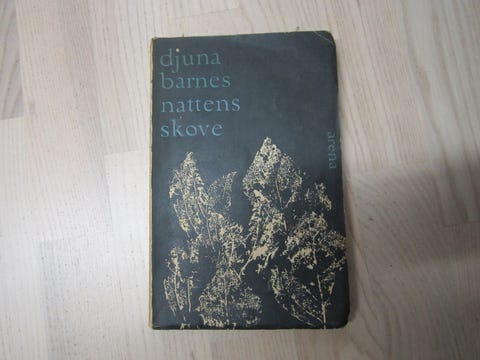 djuna
barnes
nattens
skove
arena